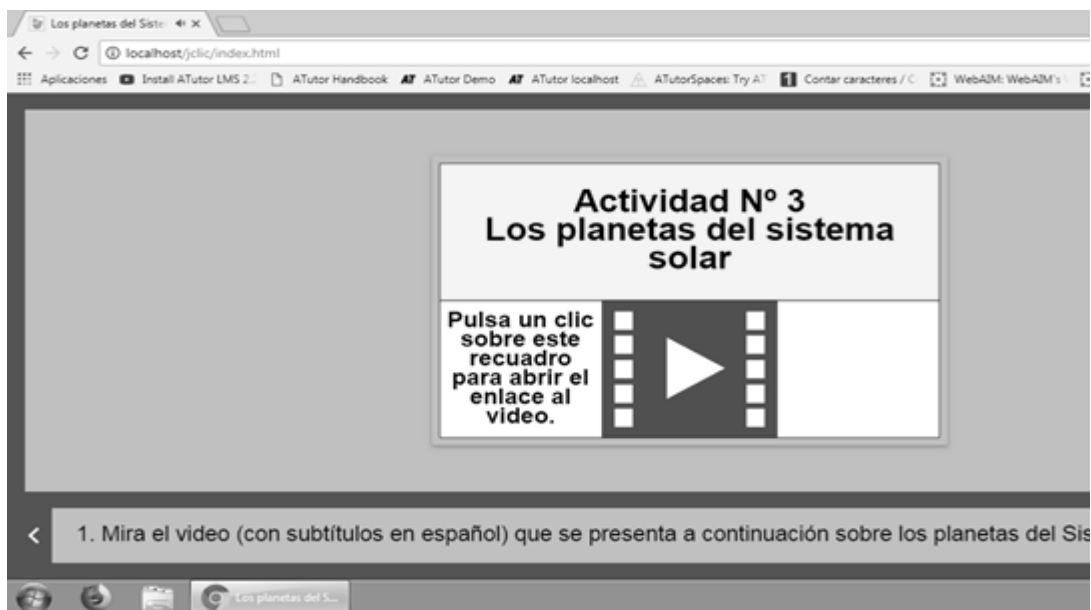 Los planetas del Siste
localhost/jclic/index.html
Aplicaciones Install ATutor LMS 2. ATutor Handbook AT ATutor Demo AT ATutor localhost ATutorSpaces: Try AT Contar caracteres / C WebAIM: WebAIM's
Actividad Nº 3
Los planetas del sistema
solar
Pulsa un clic
sobre este
recuadro
para abrir el
enlace al
video.
1. Mira el video (con subtítulos en español) que se presenta a continuación sobre los planetas del Sis
Los planetas del S...